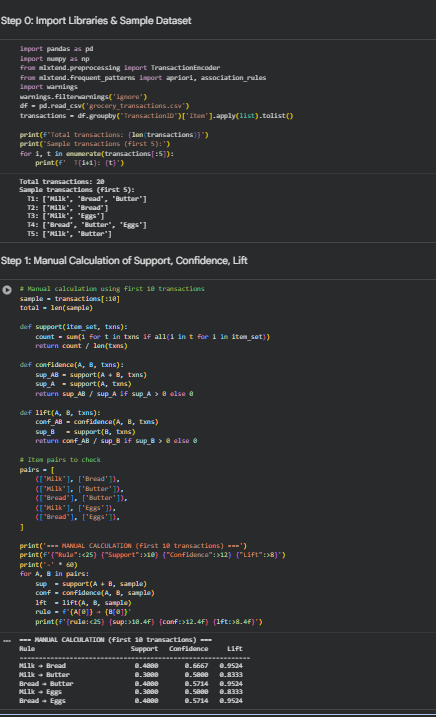 Step 0: Import Libraries & Sample Dataset
import pandas as pd
import numpy as np
from mlxtend.preprocessing import TransactionEncoder
from mlxtend.frequent_patterns import apriori, association_rules
import warnings
warnings.filterwarnings('ignore')
df = pd.read_csv('grocery_transactions.csv')
transactions = df.groupby('TransactionID')['Item'].apply(list).tolist()
print(f'Total transactions: {len(transactions)}')
print('Sample transactions (first 5):')
for i, t in enumerate(transactions[:5]):
    print(f'  T{i+1}: {t}')
Total transactions: 20
Sample transactions (first 5):
  T1: ['Milk', 'Bread', 'Butter']
  T2: ['Milk', 'Bread']
  T3: ['Milk', 'Eggs']
  T4: ['Bread', 'Butter', 'Eggs']
  T5: ['Milk', 'Butter']
Step 1: Manual Calculation of Support, Confidence, Lift
# Manual calculation using first 10 transactions
sample = transactions[:10]
total = len(sample)
def support(item_set, txns):
    count = sum(1 for t in txns if all(i in t for i in item_set))
    return count / len(txns)
def confidence(A, B, txns):
    sup_AB = support(A + B, txns)
    sup_A  = support(A, txns)
    return sup_AB / sup_A if sup_A > 0 else 0
def lift(A, B, txns):
    conf_AB = confidence(A, B, txns)
    sup_B   = support(B, txns)
    return conf_AB / sup_B if sup_B > 0 else 0
# Item pairs to check
pairs = [
    (['Milk'], ['Bread']),
    (['Milk'], ['Butter']),
    (['Bread'], ['Butter']),
    (['Milk'], ['Eggs']),
    (['Bread'], ['Eggs']),
]
print('=== MANUAL CALCULATION (first 10 transactions) ===')
print(f'{"Rule":<25} {"Support":>10} {"Confidence":>12} {"Lift":>8}')
print('-' * 60)
for A, B in pairs:
    sup  = support(A + B, sample)
    conf = confidence(A, B, sample)
    lft  = lift(A, B, sample)
    rule = f'{A[0]} → {B[0]}'
    print(f'{rule:<25} {sup:>10.4f} {conf:>12.4f} {lft:>8.4f}')
=== MANUAL CALCULATION (first 10 transactions) ===
Rule Support Confidence Lift
------------------------------------------------------------
Milk → Bread 0.4000 0.6667 0.9524
Milk → Butter 0.3000 0.5000 0.8333
Bread → Butter 0.4000 0.5714 0.9524
Milk → Eggs 0.3000 0.5000 0.8333
Bread → Eggs 0.4000 0.5714 0.9524